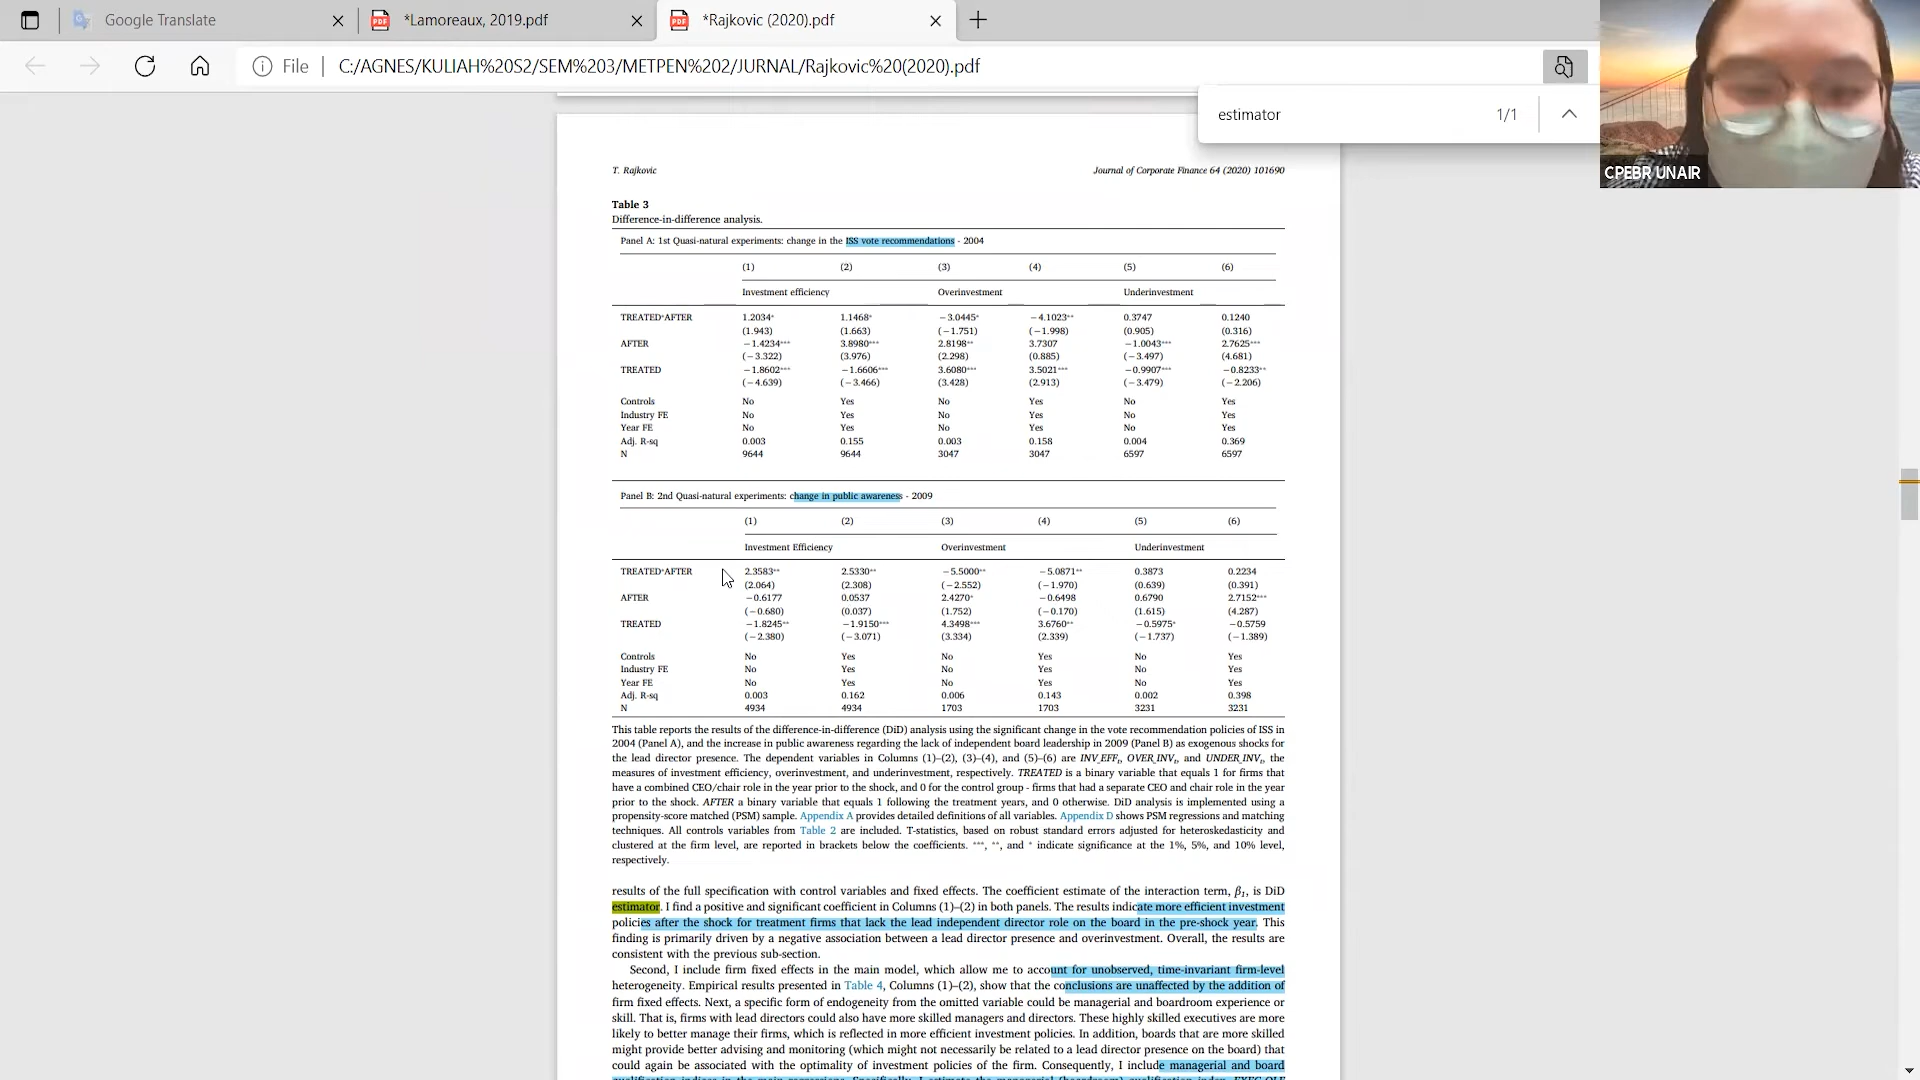 Google Translate
*Lamoreaux, 2019.pdf
*Rajkovic (2020).pdf
File
C:/AGNES/KULIAH%20S2/SEM%203/METPEN%202/JURNAL/Rajkovic%20(2020).pdf
estimator 1/1
CPEBR UNAIR
T. Rajkovic Journal of Corporate Finance 64 (2020) 101690
Table 3
Difference-in-difference analysis.
Panel A: 1st Quasi-natural experiments: change in the ISS vote recommendations - 2004
(1) (2) (3) (4) (5) (6)
Investment efficiency Overinvestment Underinvestment
TREATED*AFTER 1.2034* 1.1468* −3.0445* −4.1023** 0.3747 0.1240
(1.943) (1.663) (−1.751) (−1.998) (0.905) (0.316)
AFTER −1.4234*** 3.8980*** 2.8198** 3.7307 −1.0043*** 2.7625***
(−3.322) (3.976) (2.298) (0.885) (−3.497) (4.681)
TREATED −1.8602*** −1.6606*** 3.6080*** 3.5021*** −0.9907*** −0.8233**
(−4.639) (−3.466) (3.428) (2.913) (−3.479) (−2.206)
Controls No Yes No Yes No Yes
Industry FE No Yes No Yes No Yes
Year FE No Yes No Yes No Yes
Adj. R-sq 0.003 0.155 0.003 0.158 0.004 0.369
N 9644 9644 3047 3047 6597 6597
Panel B: 2nd Quasi-natural experiments: change in public awareness - 2009
(1) (2) (3) (4) (5) (6)
Investment Efficiency Overinvestment Underinvestment
TREATED*AFTER 2.3583** 2.5330** −5.5000** −5.0871** 0.3873 0.2234
(2.064) (2.308) (−2.552) (−1.970) (0.639) (0.391)
AFTER −0.6177 0.0537 2.4270* −0.6498 0.6790 2.7152***
(−0.680) (0.037) (1.752) (−0.170) (1.615) (4.287)
TREATED −1.8245** −1.9150*** 4.3498*** 3.6760** −0.5975* −0.5759
(−2.380) (−3.071) (3.334) (2.339) (−1.737) (−1.389)
Controls No Yes No Yes No Yes
Industry FE No Yes No Yes No Yes
Year FE No Yes No Yes No Yes
Adj. R-sq 0.003 0.162 0.006 0.143 0.002 0.398
N 4934 4934 1703 1703 3231 3231
This table reports the results of the difference-in-difference (DiD) analysis using the significant change in the vote recommendation policies of ISS in
2004 (Panel A), and the increase in public awareness regarding the lack of independent board leadership in 2009 (Panel B) as exogenous shocks for
the lead director presence. The dependent variables in Columns (1)–(2), (3)–(4), and (5)–(6) are INV_EFFt, OVER_INVt, and UNDER_INVt, the
measures of investment efficiency, overinvestment, and underinvestment, respectively. TREATED is a binary variable that equals 1 for firms that
have a combined CEO/chair role in the year prior to the shock, and 0 for the control group - firms that had a separate CEO and chair role in the year
prior to the shock. AFTER a binary variable that equals 1 following the treatment years, and 0 otherwise. DiD analysis is implemented using a
propensity-score matched (PSM) sample. Appendix A provides detailed definitions of all variables. Appendix D shows PSM regressions and matching
techniques. All controls variables from Table 2 are included. T-statistics, based on robust standard errors adjusted for heteroskedasticity and
clustered at the firm level, are reported in brackets below the coefficients. ***, **, and * indicate significance at the 1%, 5%, and 10% level,
respectively.
results of the full specification with control variables and fixed effects. The coefficient estimate of the interaction term, β1, is DiD
estimator. I find a positive and significant coefficient in Columns (1)–(2) in both panels. The results indicate more efficient investment
policies after the shock for treatment firms that lack the lead independent director role on the board in the pre-shock year. This
finding is primarily driven by a negative association between a lead director presence and overinvestment. Overall, the results are
consistent with the previous sub-section.
Second, I include firm fixed effects in the main model, which allow me to account for unobserved, time-invariant firm-level
heterogeneity. Empirical results presented in Table 4, Columns (1)–(2), show that the conclusions are unaffected by the addition of
firm fixed effects. Next, a specific form of endogeneity from the omitted variable could be managerial and boardroom experience or
skill. That is, firms with lead directors could also have more skilled managers and directors. These highly skilled executives are more
likely to better manage their firms, which is reflected in more efficient investment policies. In addition, boards that are more skilled
might provide better advising and monitoring (which might not necessarily be related to a lead director presence on the board) that
could again be associated with the optimality of investment policies of the firm. Consequently, I include managerial and board